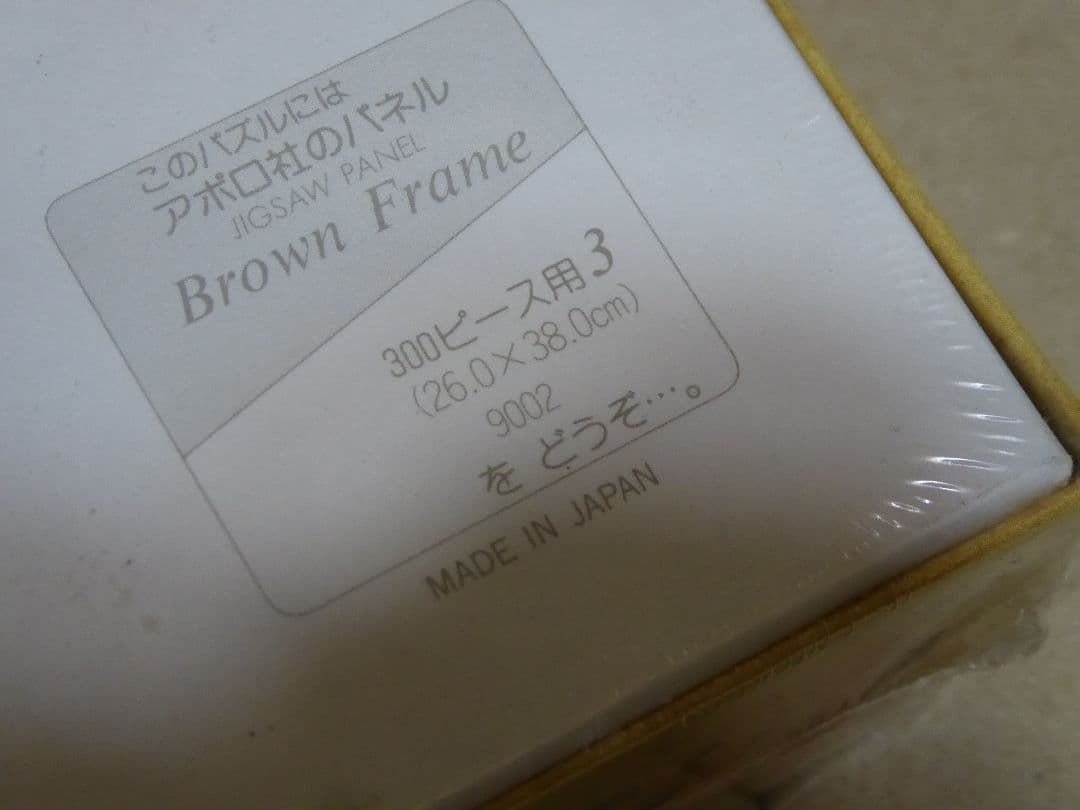 このパズルには
アポロ社のパネル
JIGSAW PANEL
Brown Frame
300ピース用3
(26.0×38.0cm)
9002
を どうぞ…。
MADE IN JAPAN